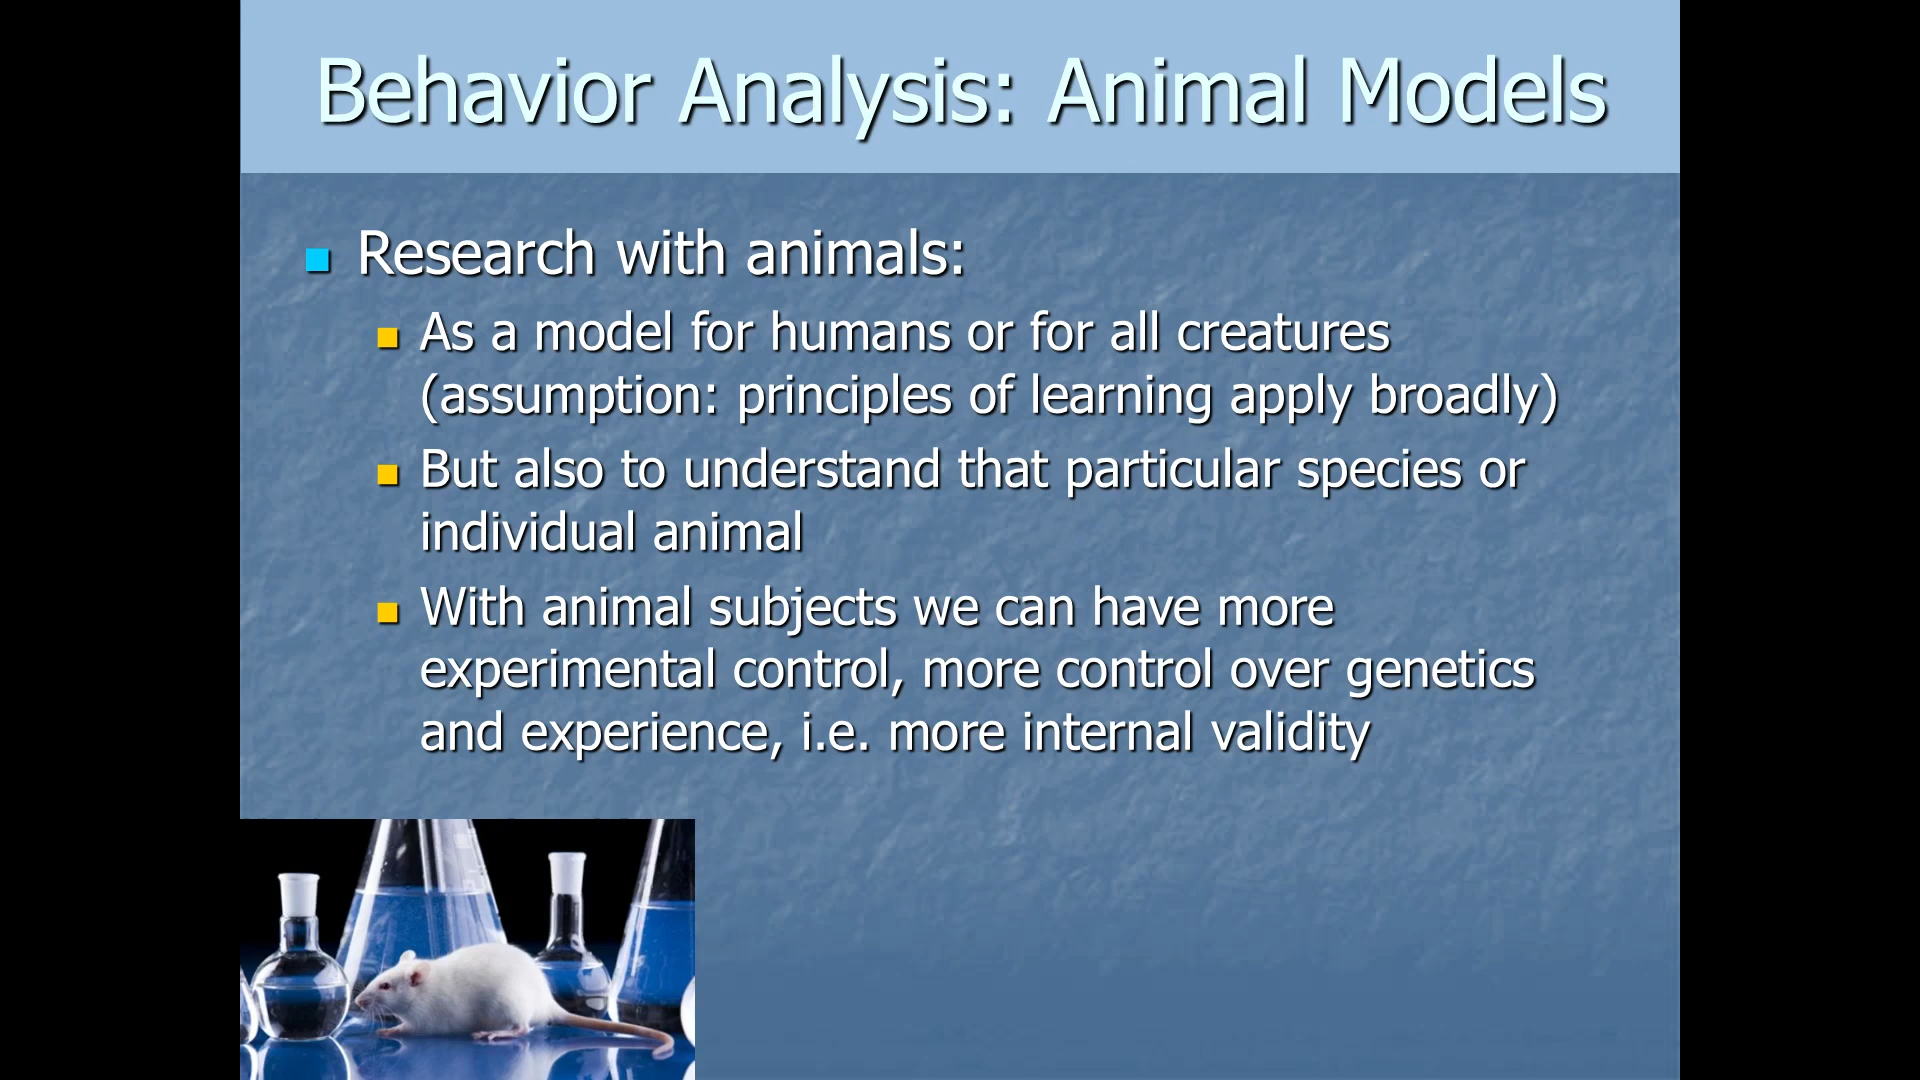 Behavior Analysis: Animal Models
Research with animals:
As a model for humans or for all creatures
(assumption: principles of learning apply broadly)
But also to understand that particular species or
individual animal
With animal subjects we can have more
experimental control, more control over genetics
and experience, i.e. more internal validity